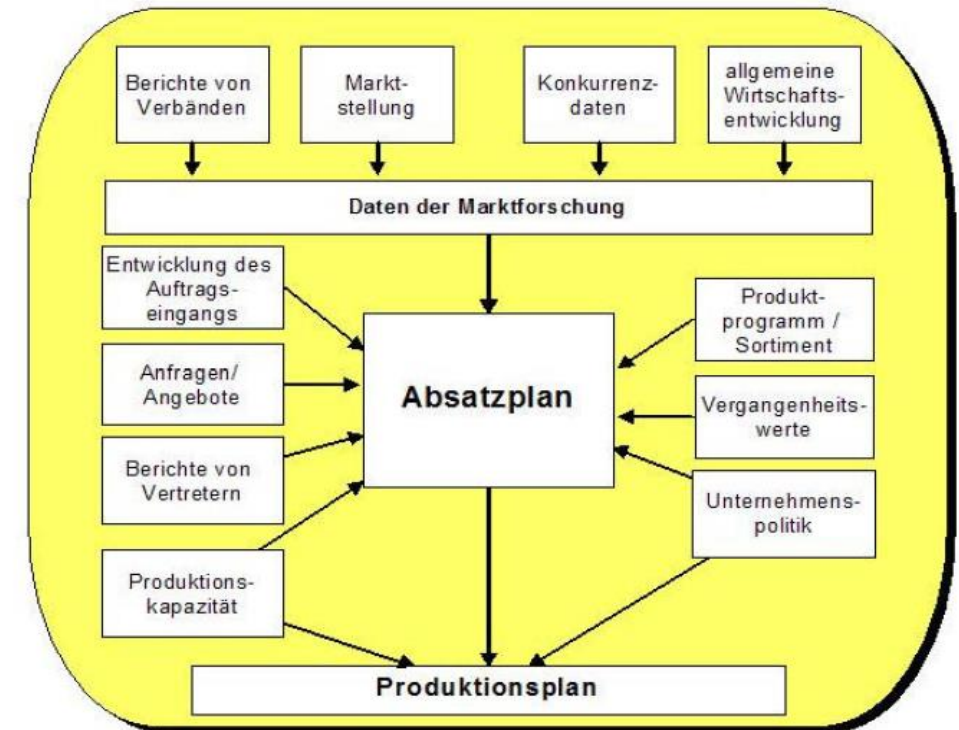 Berichte von
Verbänden
Markt-
stellung
Konkurrenz-
daten
allgemeine
Wirtschafts-
entwicklung
Daten der Marktforschung
Entwicklung des
Auftrags-
eingangs
Anfragen/
Angebote
Berichte von
Vertretern
Produktions-
kapazität
Absatzplan
Produkt-
programm /
Sortiment
Vergangenheits-
werte
Unternehmens-
politik
Produktionsplan